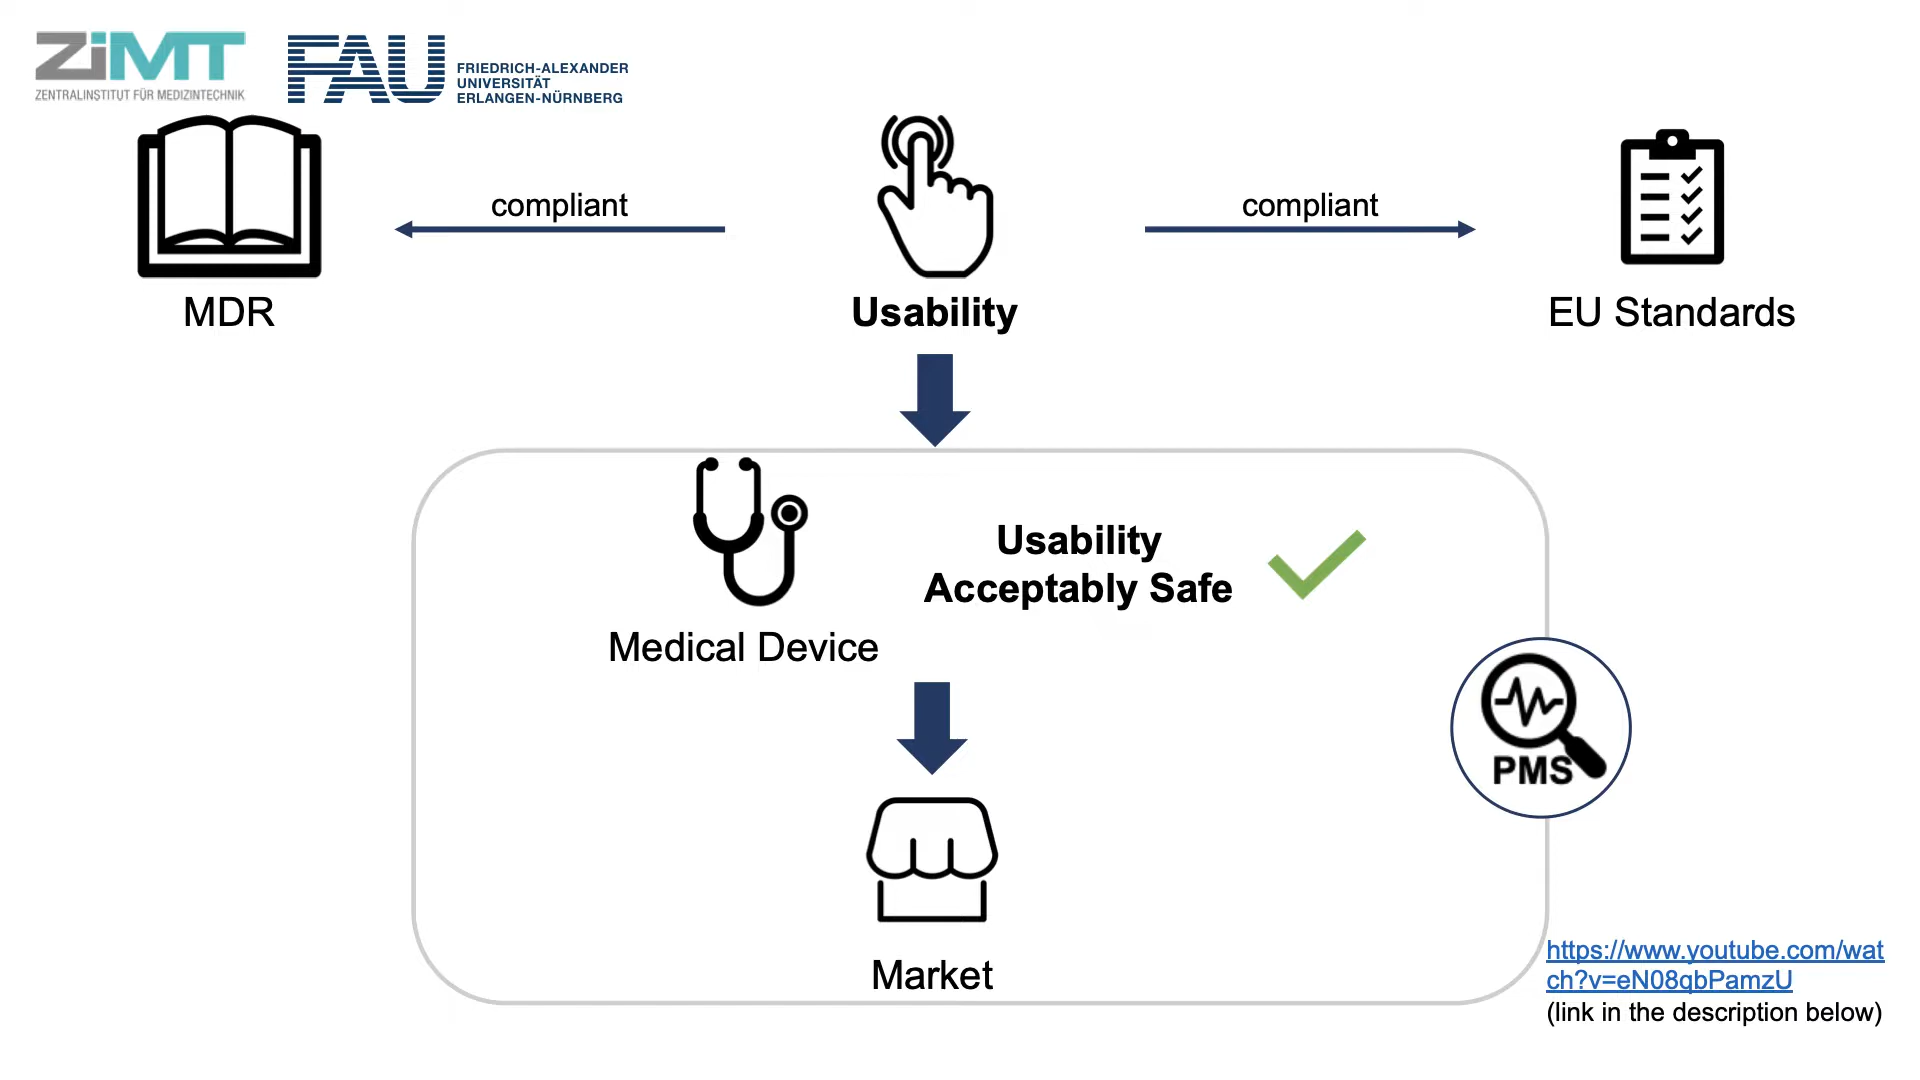 ZiMT
ZENTRALINSTITUT FÜR MEDIZINTECHNIK
FAU
FRIEDRICH-ALEXANDER
UNIVERSITÄT
ERLANGEN-NÜRNBERG
compliant
compliant
MDR
Usability
EU Standards
Usability
Acceptably Safe
Medical Device
PMS
Market
https://www.youtube.com/wat
ch?v=eN08qbPamzU
(link in the description below)